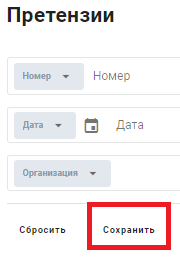 Претензии
Номер Номер
Дата Дата
Организация
Сбросить Сохранить